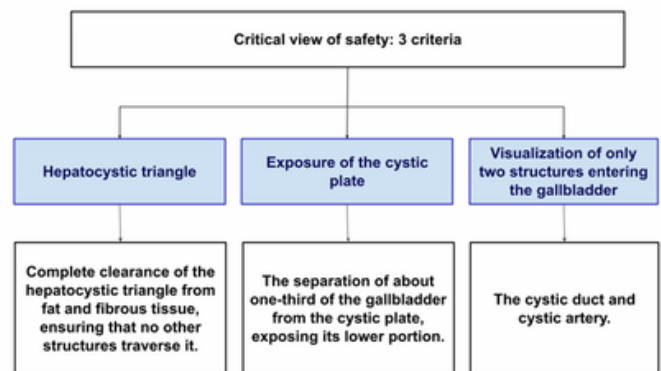 Critical view of safety: 3 criteria
Hepatocystic triangle
Exposure of the cystic
plate
Visualization of only
two structures entering
the gallbladder
Complete clearance of the
hepatocystic triangle from
fat and fibrous tissue,
ensuring that no other
structures traverse it.
The separation of about
one-third of the gallbladder
from the cystic plate,
exposing its lower portion.
The cystic duct and
cystic artery.